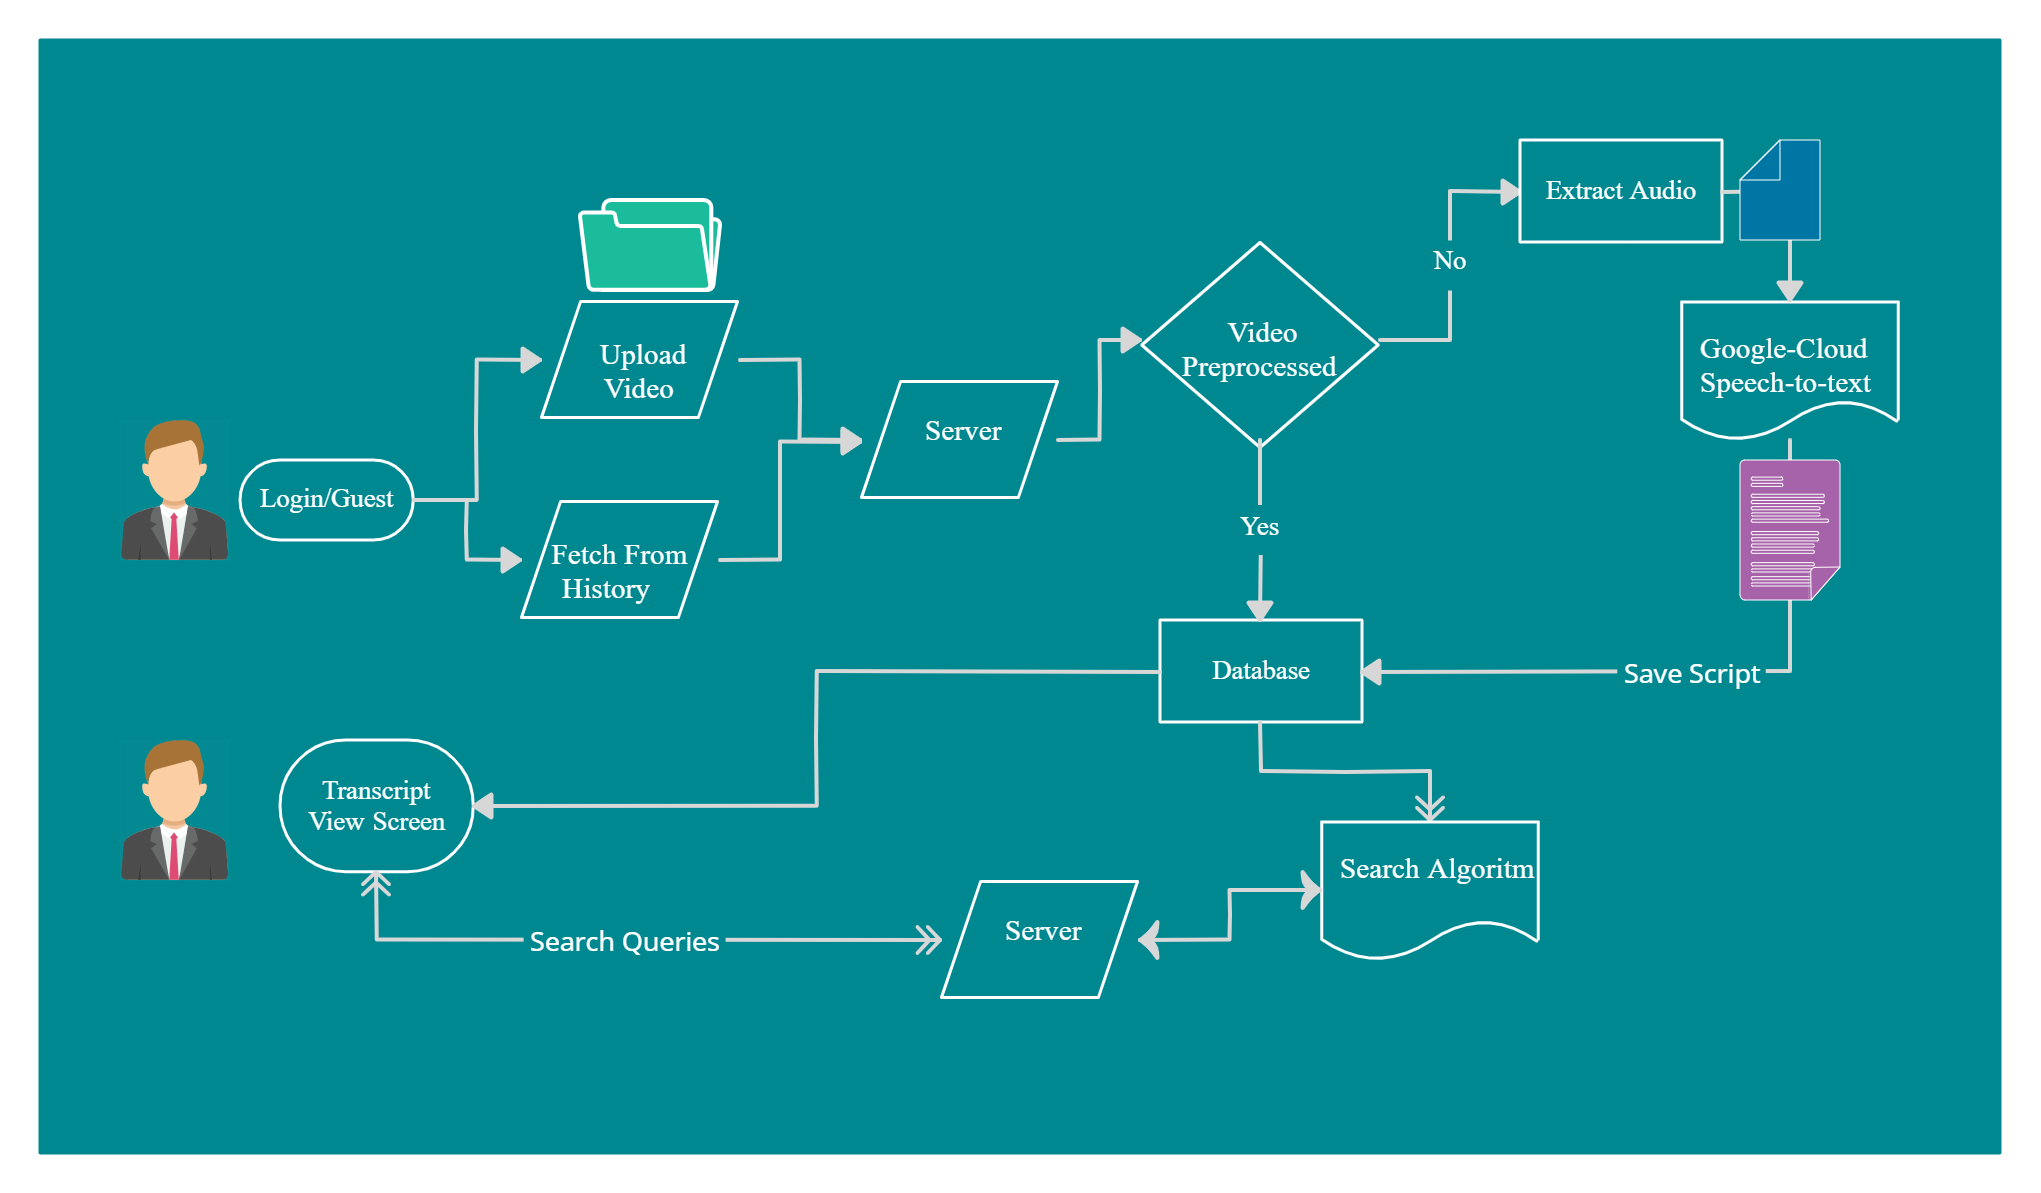 Extract Audio
No
Video
Preprocessed
Google-Cloud
Speech-to-text
Upload
Video
Server
Login/Guest
Fetch From
History
Yes
Database
Save Script
Transcript
View Screen
Search Algoritm
Search Queries
Server